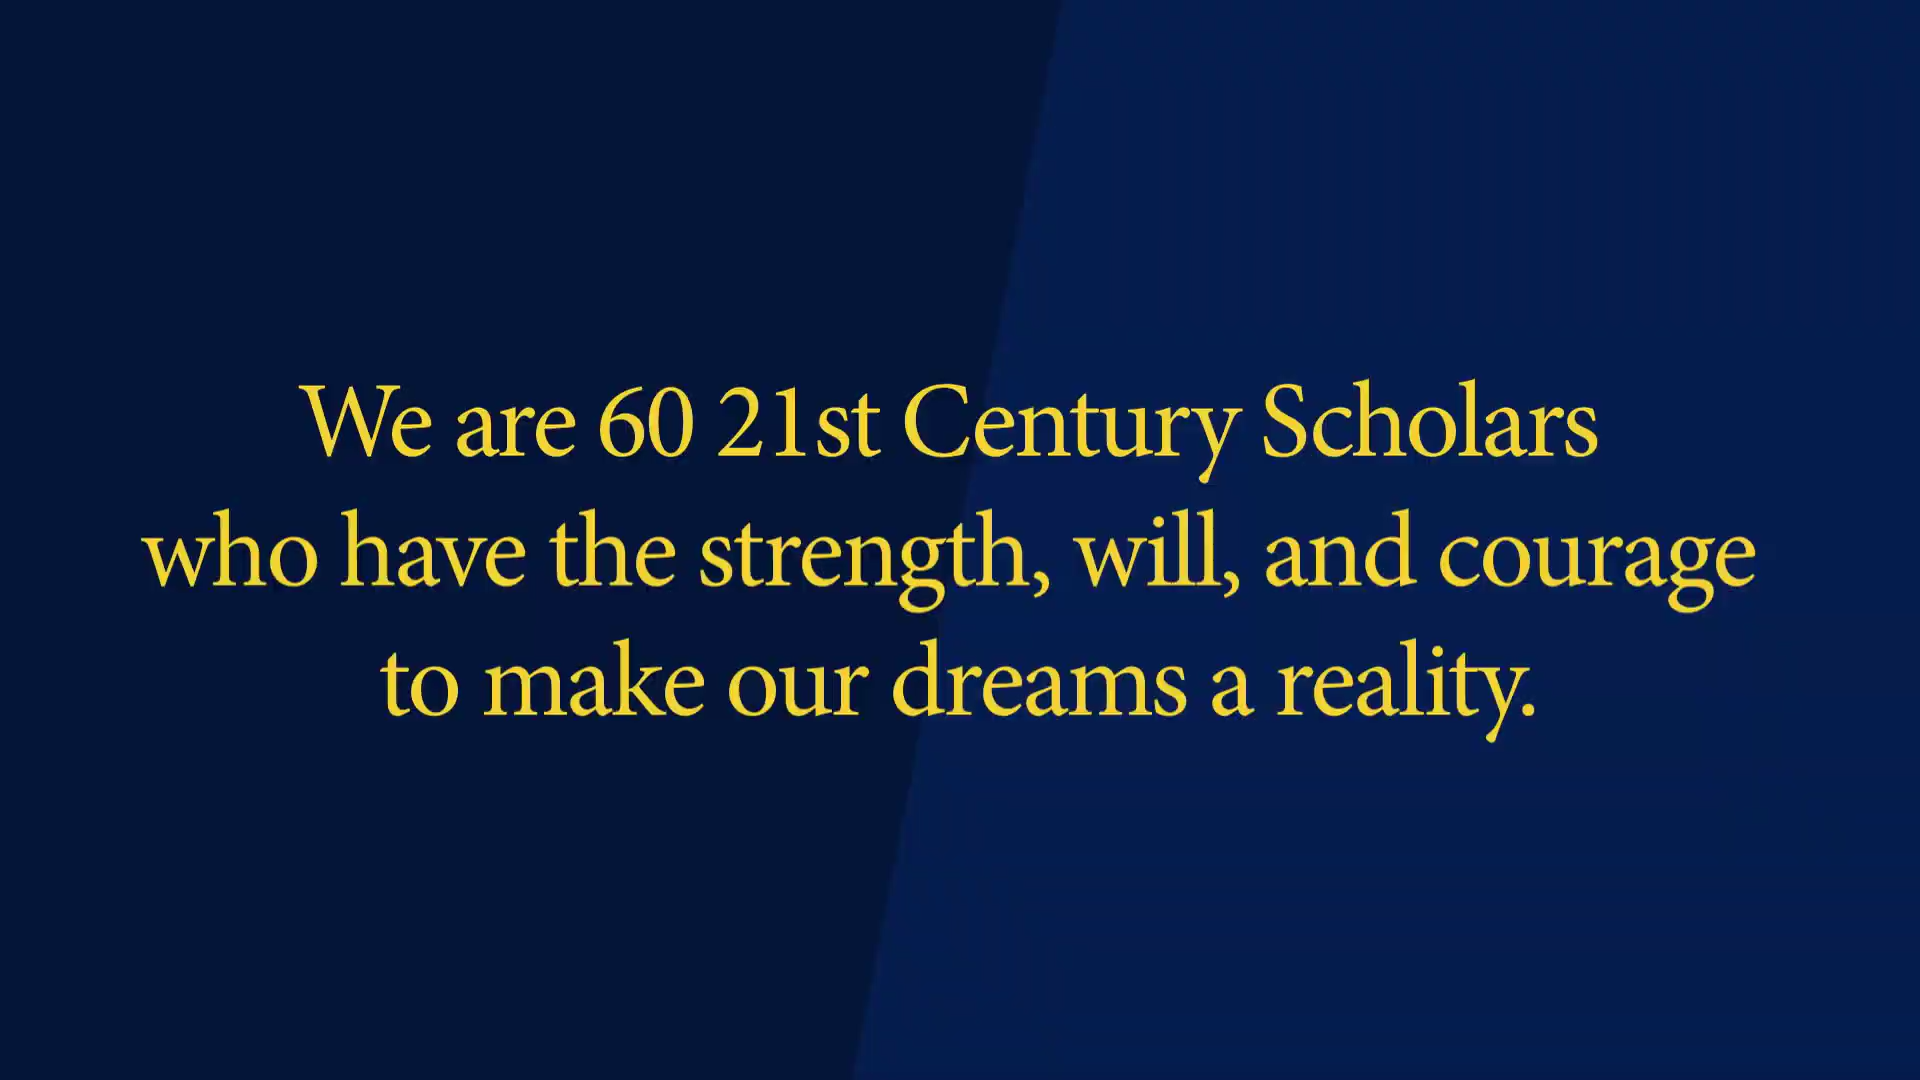 We are 60 21st Century Scholars
who have the strength, will, and courage
to make our dreams a reality.